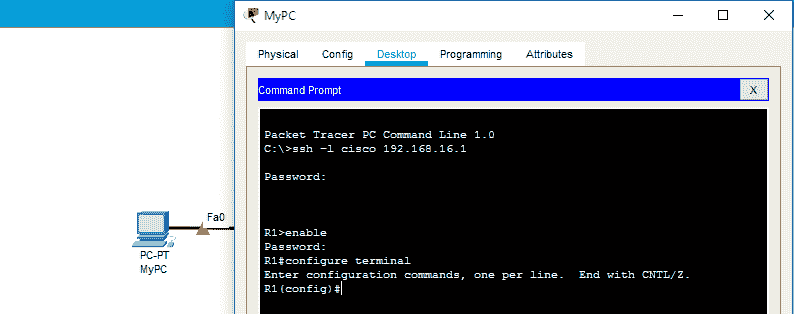 MyPC
Physical Config Desktop Programming Attributes
Command Prompt
X
Packet Tracer PC Command Line 1.0
C:\>ssh -l cisco 192.168.16.1
Password:
R1>enable
Password:
R1#configure terminal
Enter configuration commands, one per line.  End with CNTL/Z.
R1(config)#
Fa0
PC-PT
MyPC